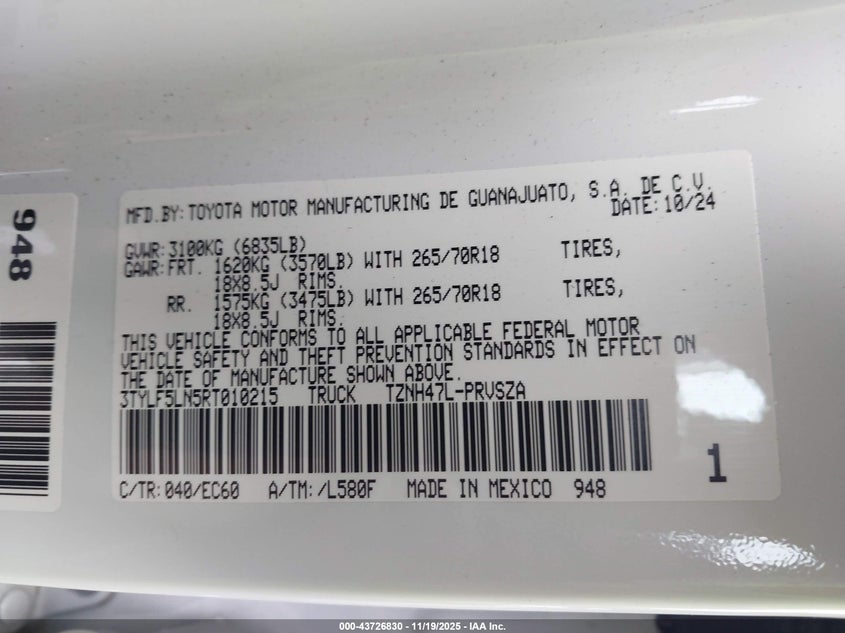 948
MFD.BY:TOYOTA MOTOR MANUFACTURING DE GUANAJUATO, S.A. DE C.V.
DATE:10/24
GVWR:3100KG (6835LB)
GAWR:FRT. 1620KG (3570LB) WITH 265/70R18 TIRES,
18X8.5J RIMS.
RR. 1575KG (3475LB) WITH 265/70R18 TIRES,
18X8.5J RIMS.
THIS VEHICLE CONFORMS TO ALL APPLICABLE FEDERAL MOTOR
VEHICLE SAFETY AND THEFT PREVENTION STANDARDS IN EFFECT ON
THE DATE OF MANUFACTURE SHOWN ABOVE.
3TYLF5LN5RT010215 TRUCK TZNH47L-PRVSZA
C/TR:040/EC60 A/TM:/L580F MADE IN MEXICO 948
1
000-43726830 - 11/19/2025 - IAA Inc.